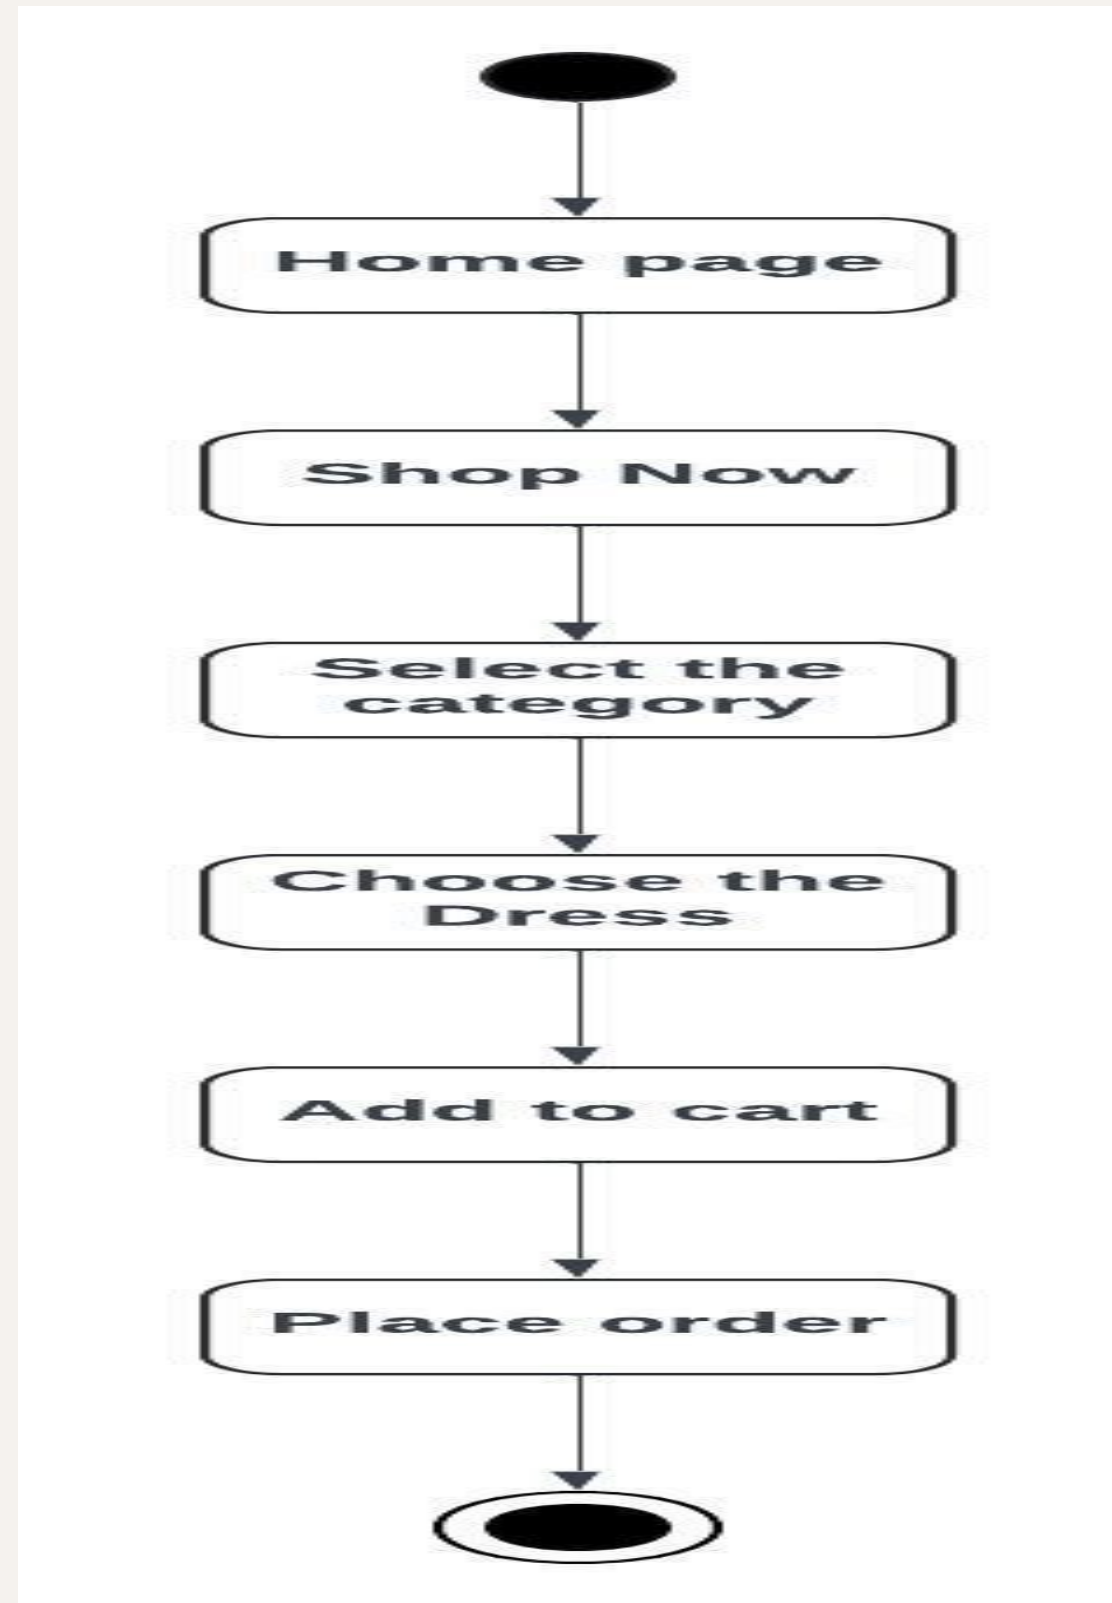 Home page
Shop Now
Select the
category
Choose the
Dress
Add to cart
Place order